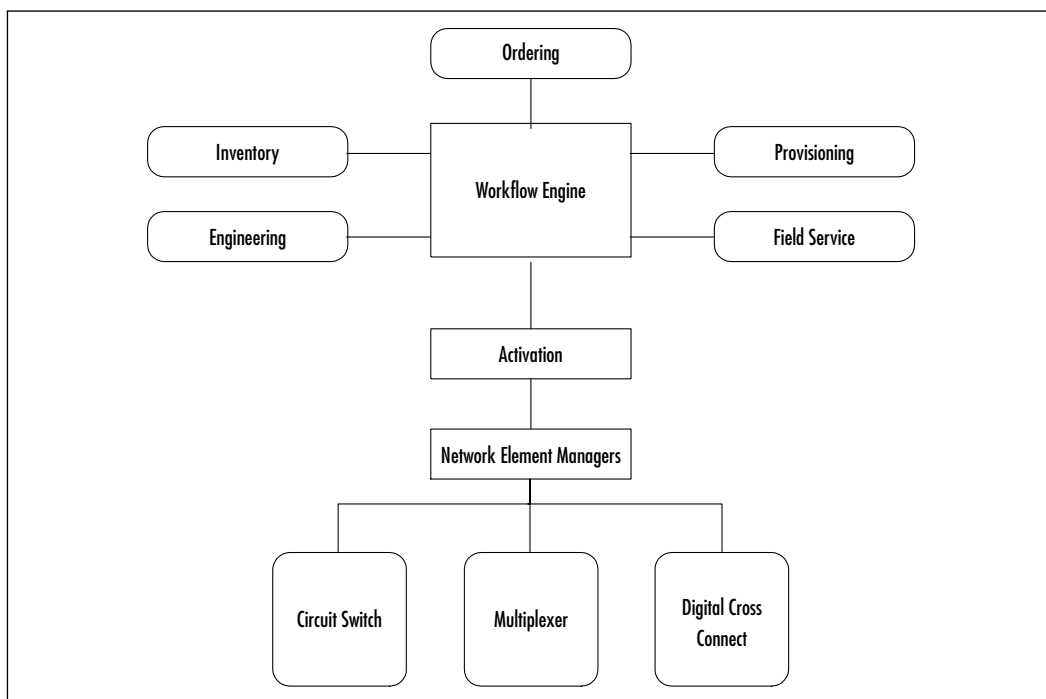 Ordering
Inventory
Provisioning
Workflow Engine
Engineering
Field Service
Activation
Network Element Managers
Circuit Switch
Multiplexer
Digital Cross
Connect